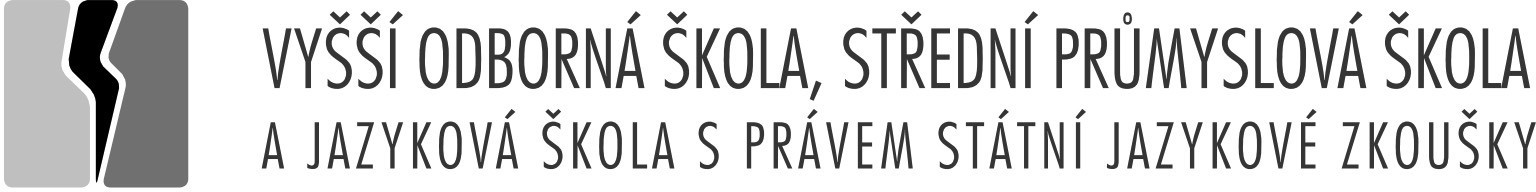 VYŠŠÍ ODBORNÁ ŠKOLA, STŘEDNÍ PRŮMYSLOVÁ ŠKOLA
A JAZYKOVÁ ŠKOLA S PRÁVEM STÁTNÍ JAZYKOVÉ ZKOUŠKY